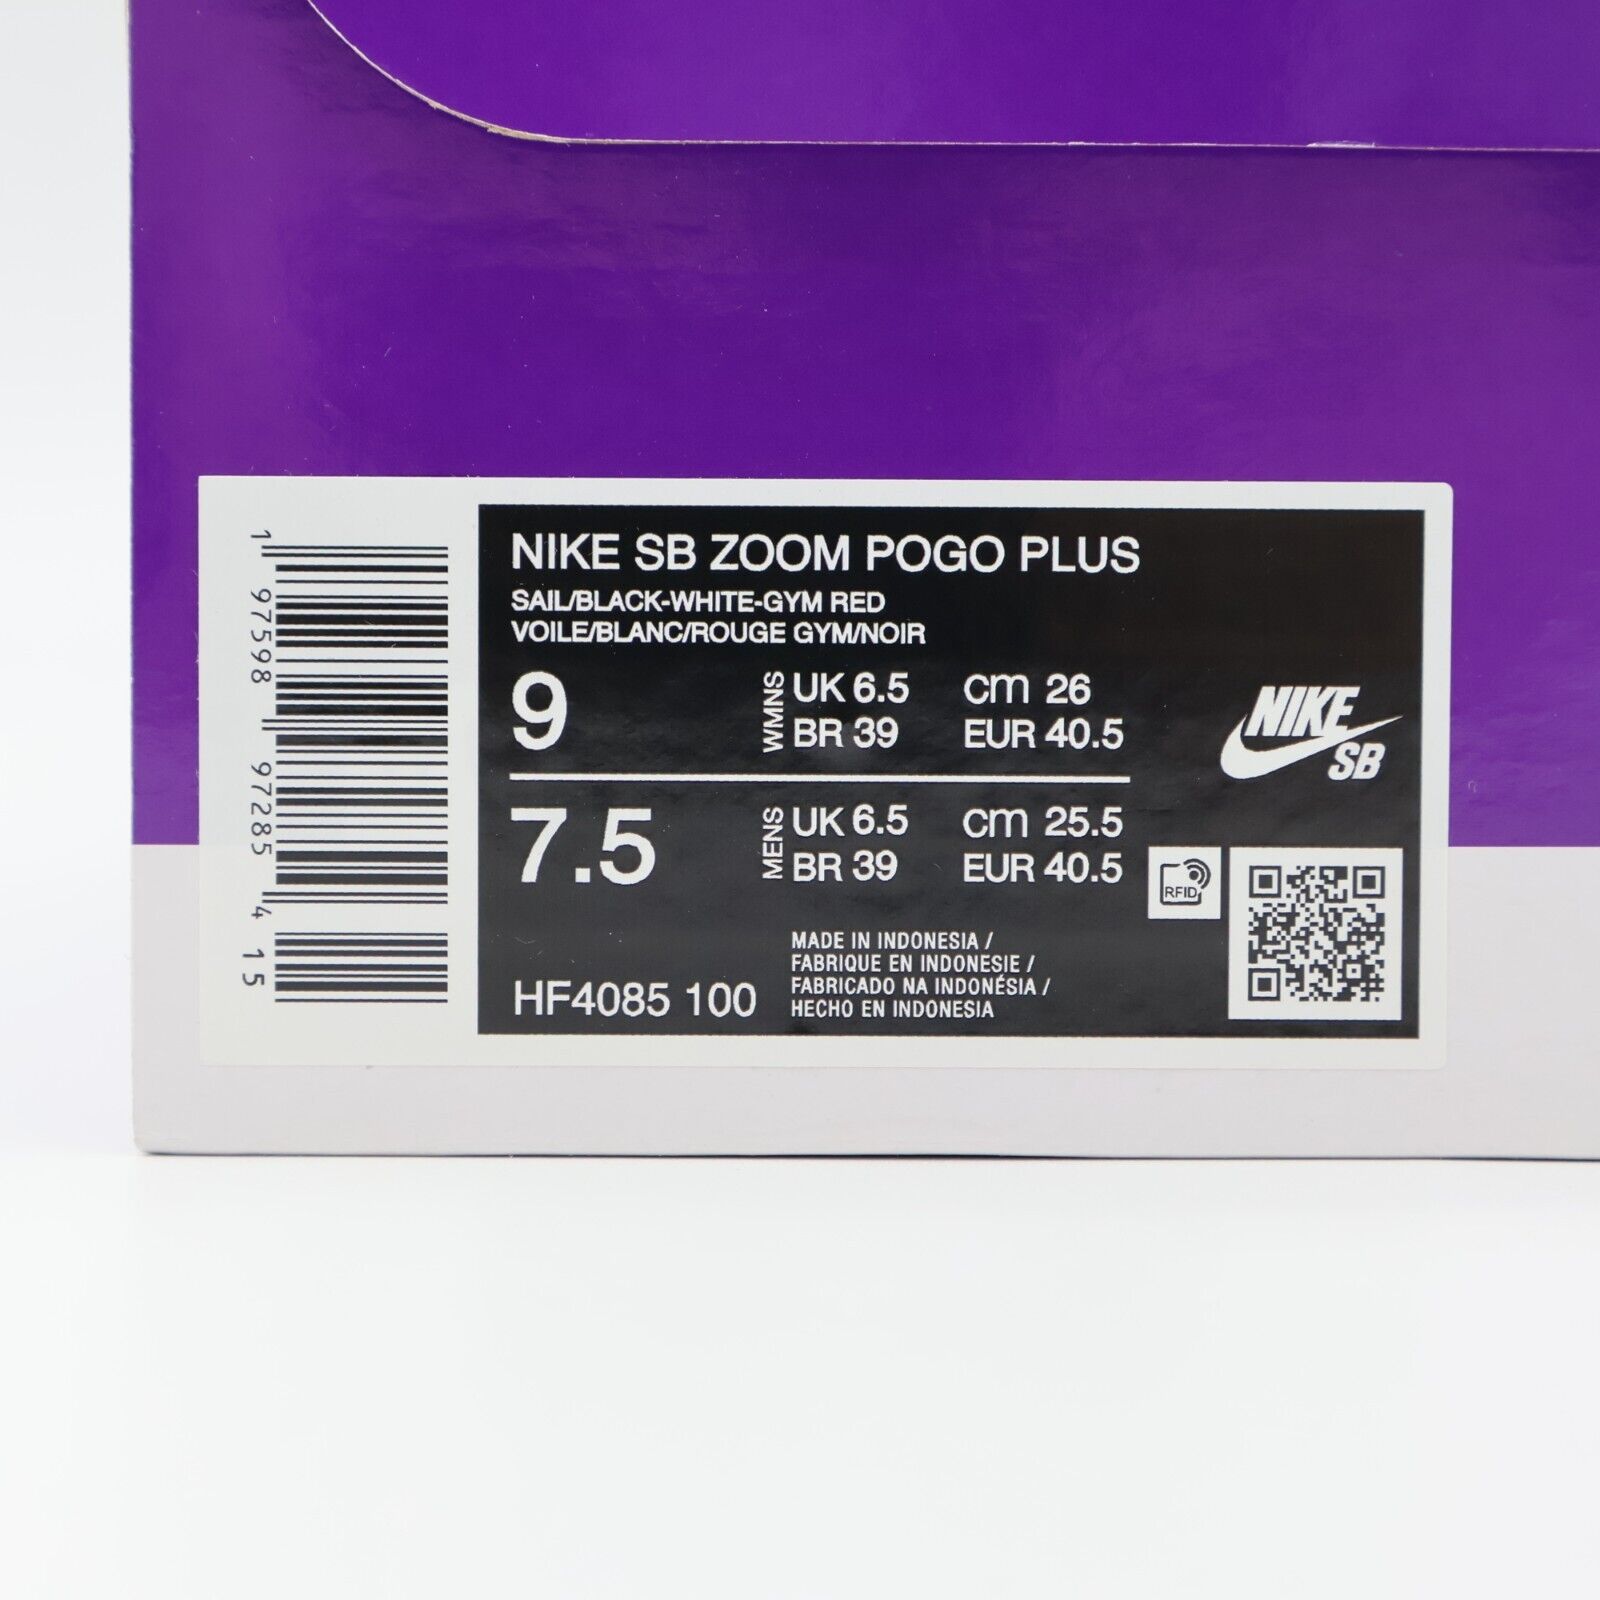 NIKE SB ZOOM POGO PLUS
SAIL/BLACK-WHITE-GYM RED
VOILE/BLANC/ROUGE GYM/NOIR
9 WMNS UK 6.5 cm 26
BR 39 EUR 40.5
7.5 MENS UK 6.5 cm 25.5
BR 39 EUR 40.5
HF4085 100
MADE IN INDONESIA /
FABRIQUE EN INDONESIE /
FABRICADO NA INDONÉSIA /
HECHO EN INDONESIA
NIKE
SB
RFID
1 97598 97285 4 15